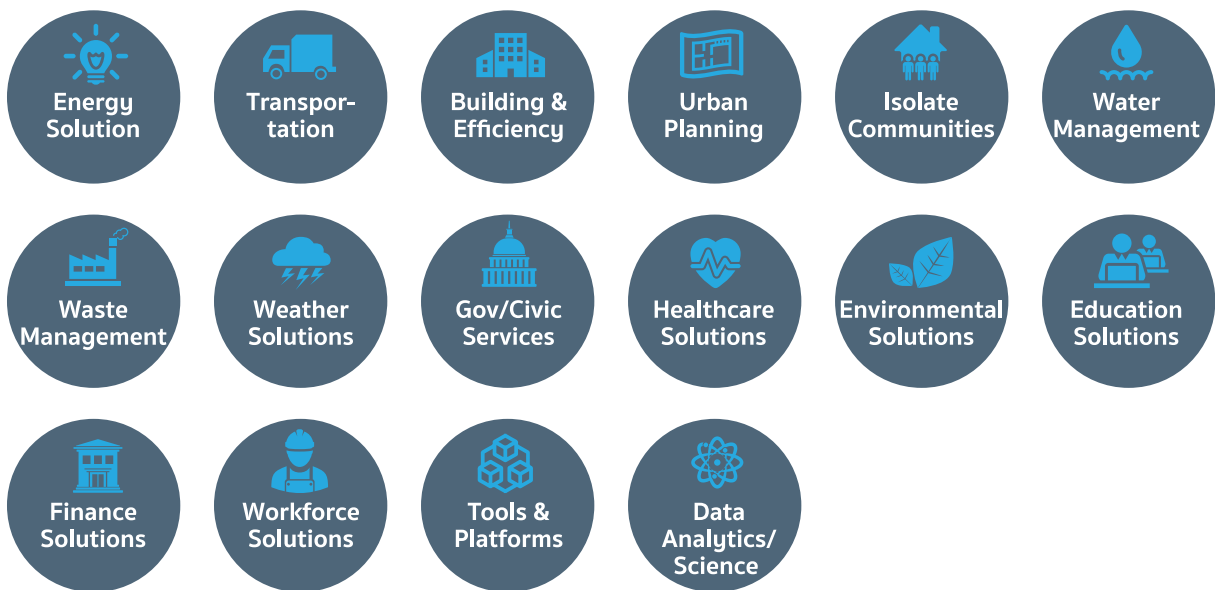 Energy
Solution
Transpor-
tation
Building &
Efficiency
Urban
Planning
Isolate
Communities
Water
Management
Waste
Management
Weather
Solutions
Gov/Civic
Services
Healthcare
Solutions
Environmental
Solutions
Education
Solutions
Finance
Solutions
Workforce
Solutions
Tools &
Platforms
Data
Analytics/
Science